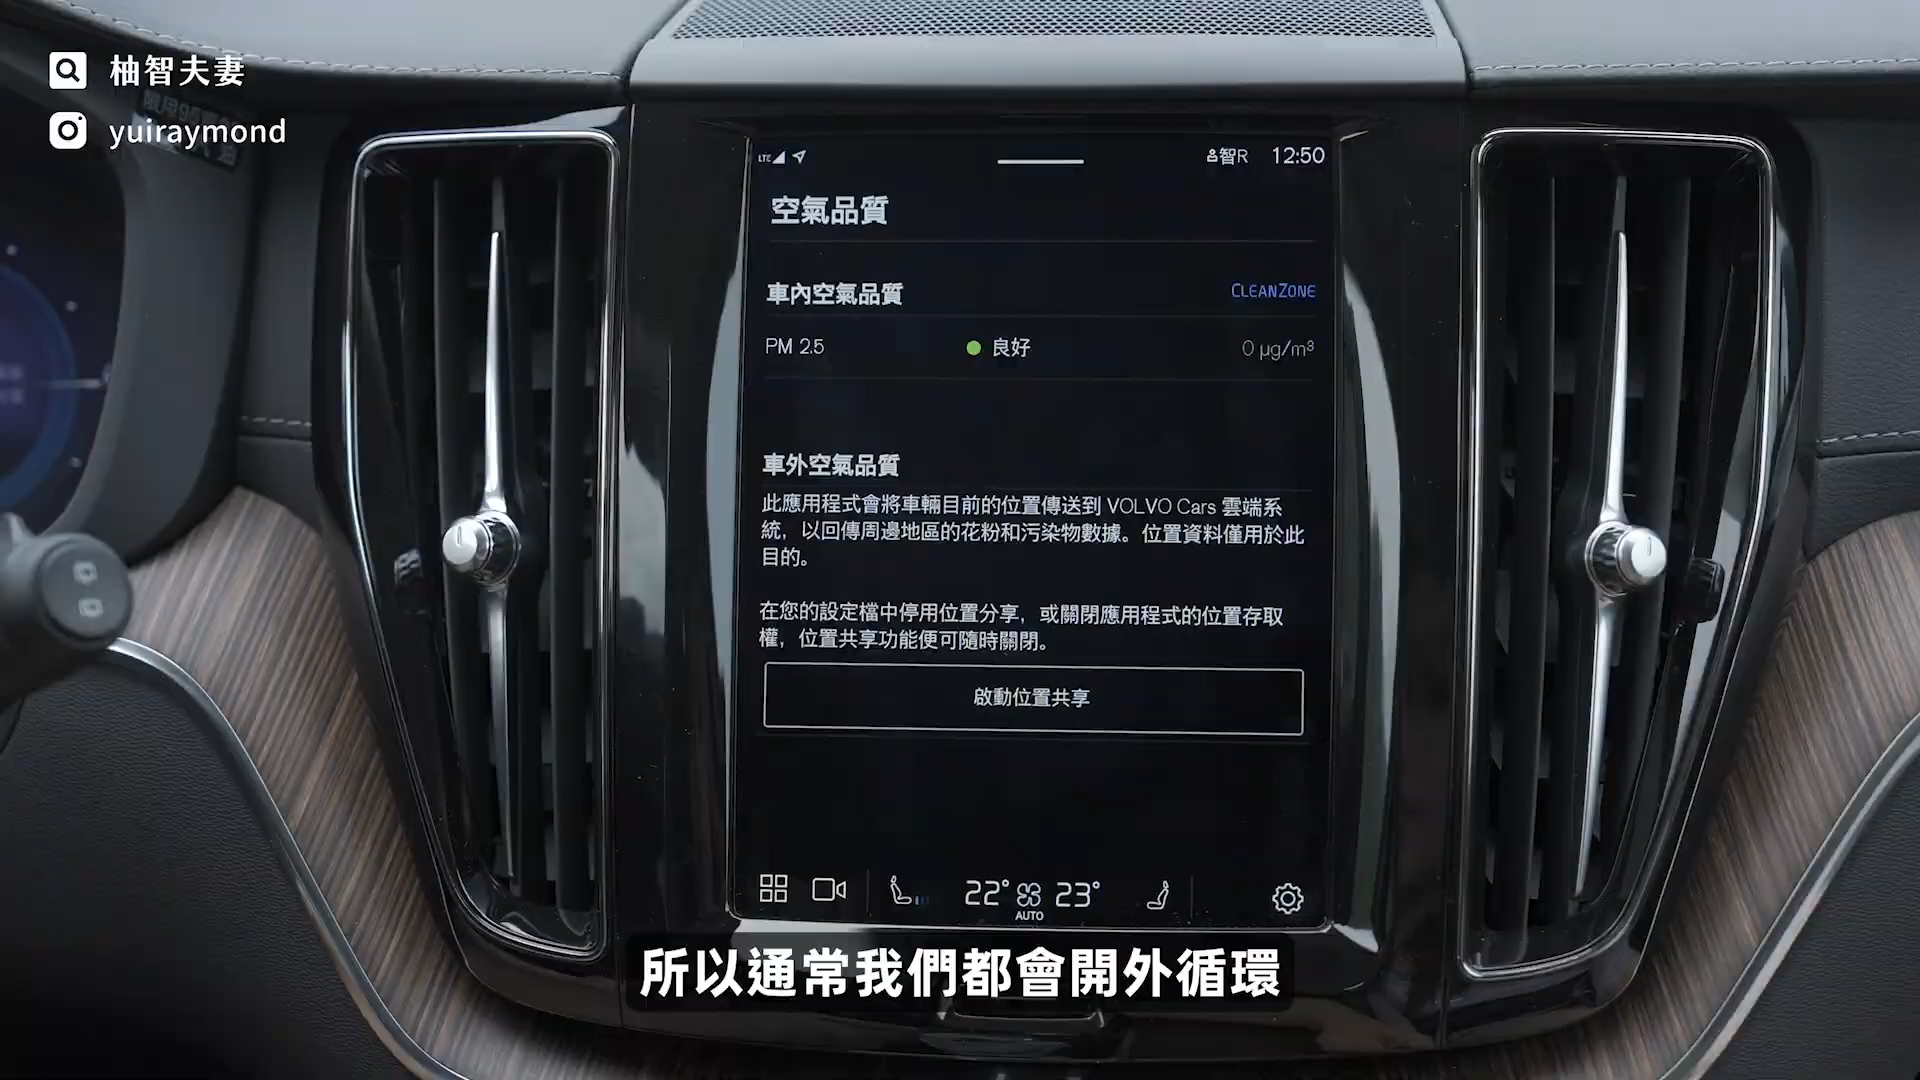 柚智夫妻
yuiraymond
LTE
智R 12:50
空氣品質
車內空氣品質 CLEANZONE
PM 2.5 良好 0 µg/m³
車外空氣品質
此應用程式會將車輛目前的位置傳送到 VOLVO Cars 雲端系
統，以回傳周邊地區的花粉和污染物數據。位置資料僅用於此
目的。
在您的設定檔中停用位置分享，或關閉應用程式的位置存取
權，位置共享功能便可隨時關閉。
啟動位置共享
22° 23°
AUTO
所以通常我們都會開外循環